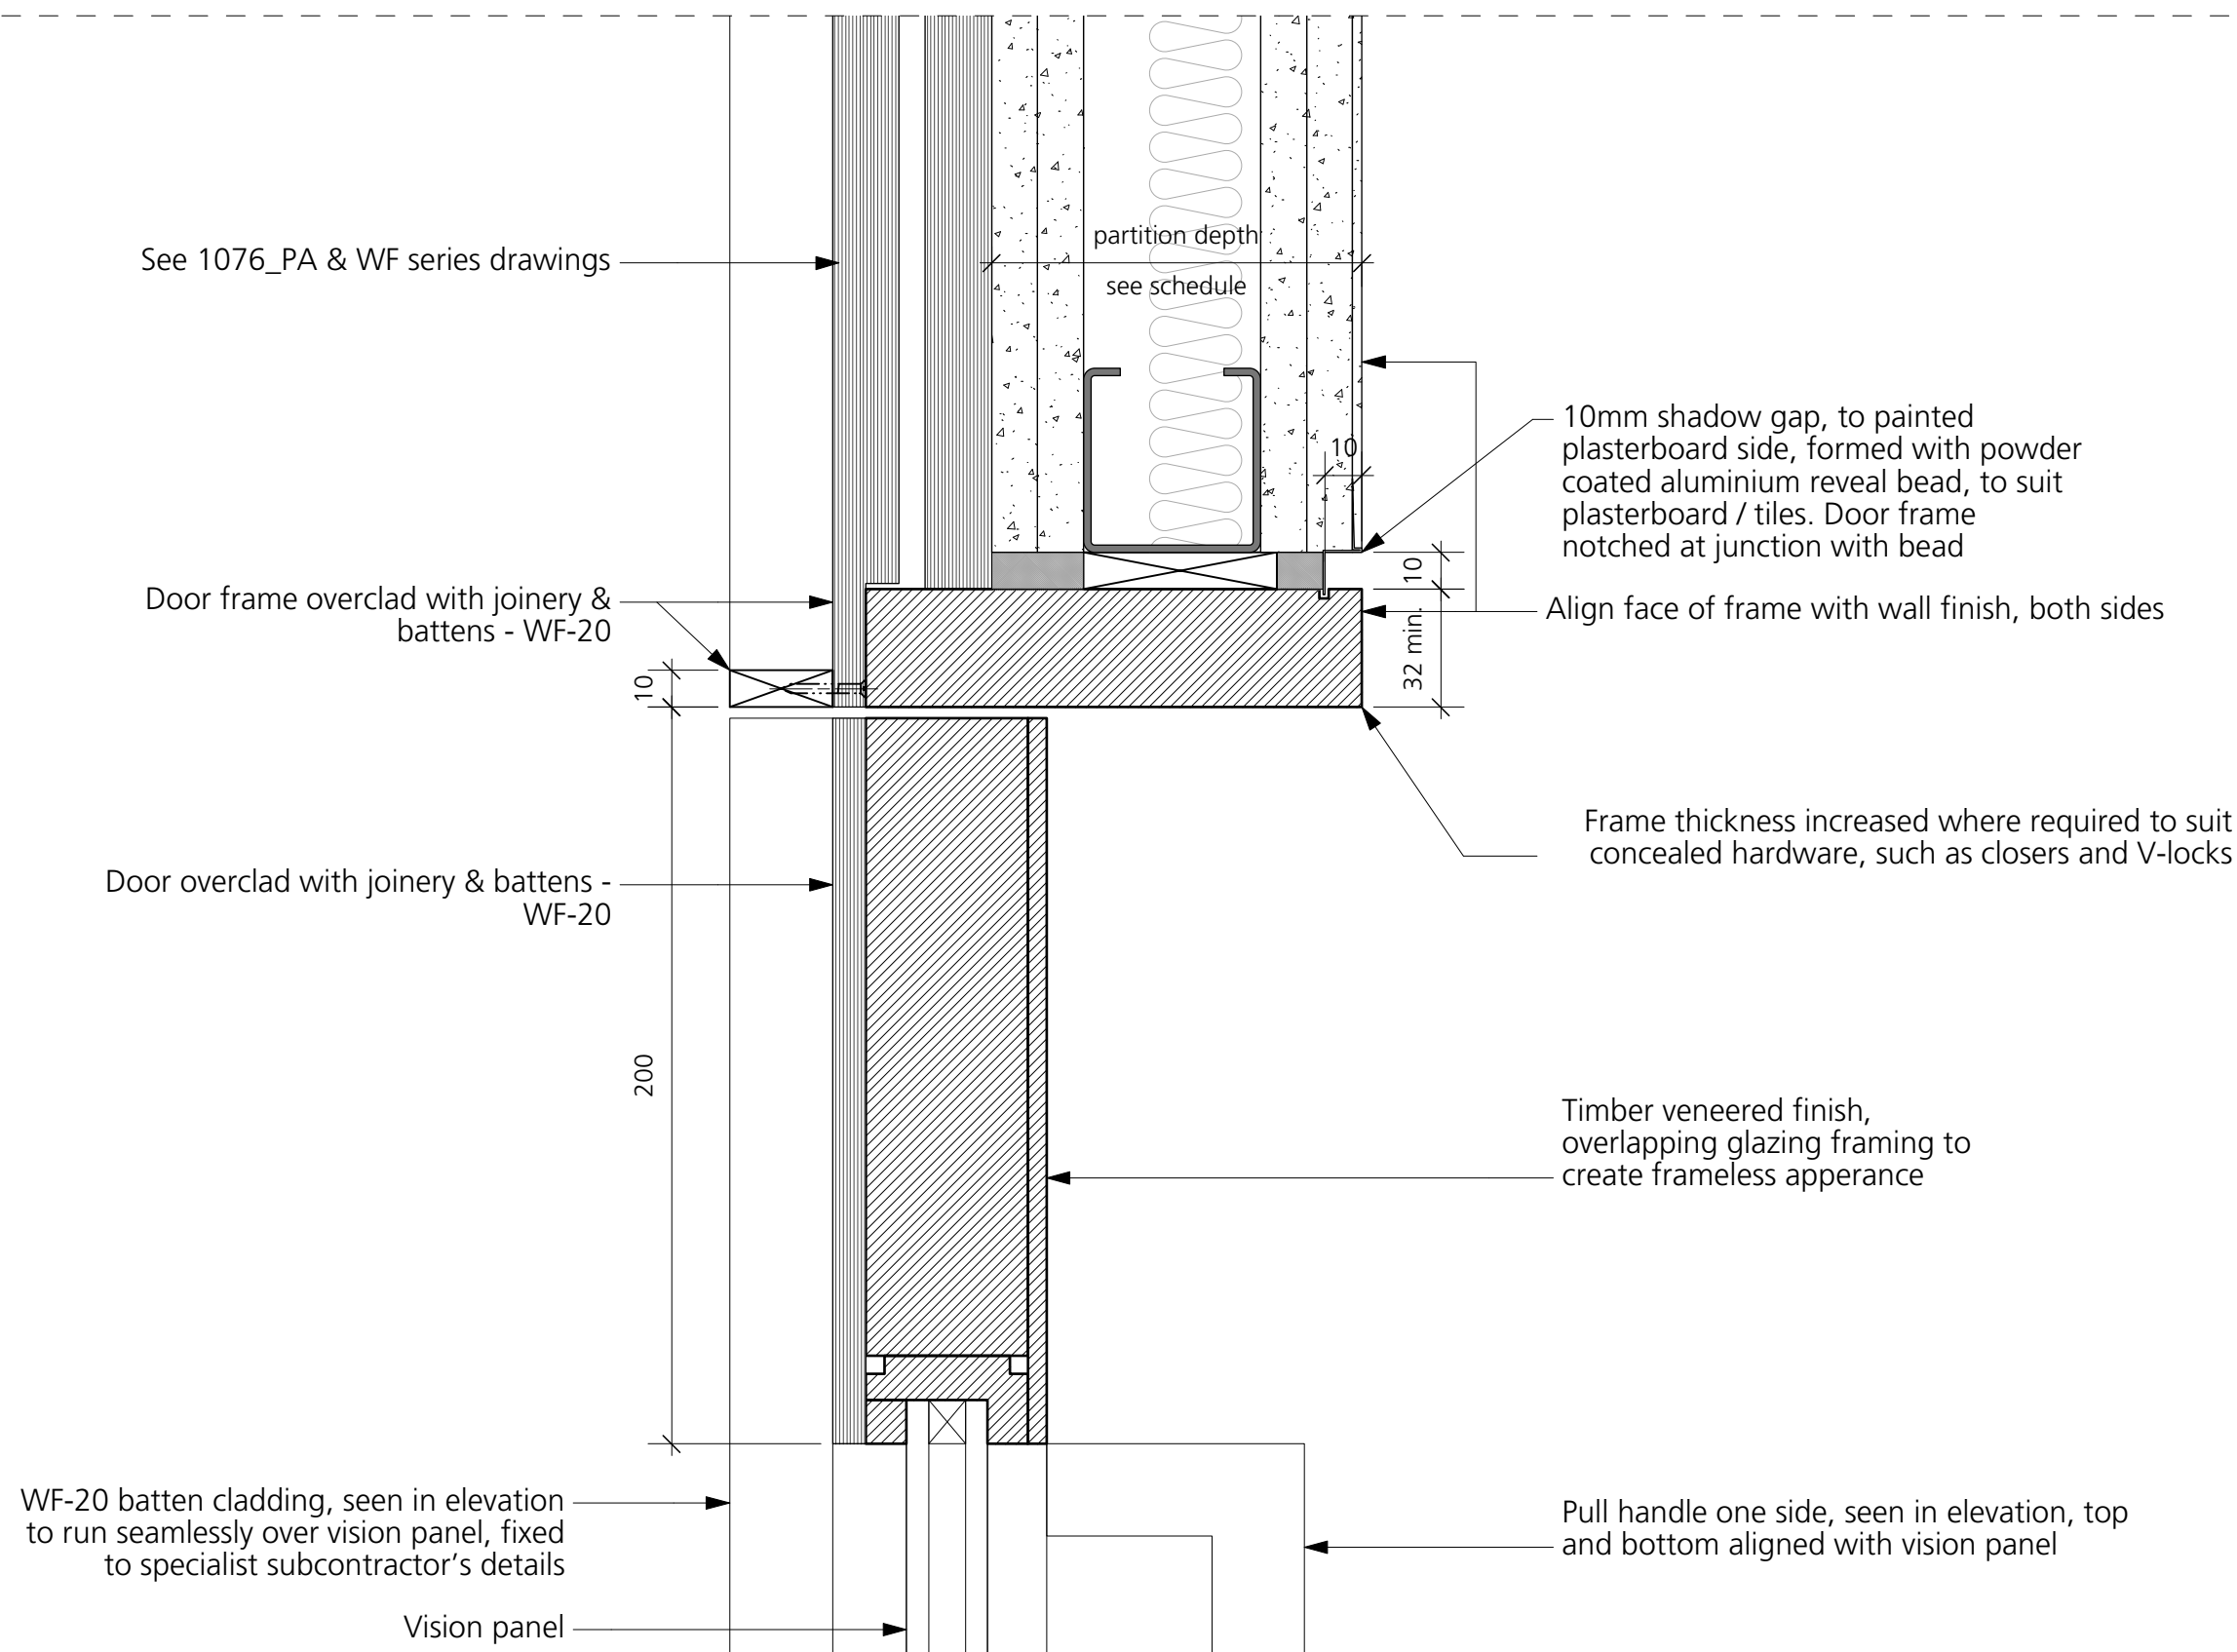 partition depth
See 1076_PA & WF series drawings
see schedule
10mm shadow gap, to painted
plasterboard side, formed with powder
coated aluminium reveal bead, to suit
plasterboard / tiles. Door frame
notched at junction with bead
10
10
Door frame overclad with joinery &
battens - WF-20
Align face of frame with wall finish, both sides
32 min.
10
Frame thickness increased where required to suit
concealed hardware, such as closers and V-locks
Door overclad with joinery & battens -
WF-20
200
Timber veneered finish,
overlapping glazing framing to
create frameless apperance
WF-20 batten cladding, seen in elevation
to run seamlessly over vision panel, fixed
to specialist subcontractor's details
Pull handle one side, seen in elevation, top
and bottom aligned with vision panel
Vision panel